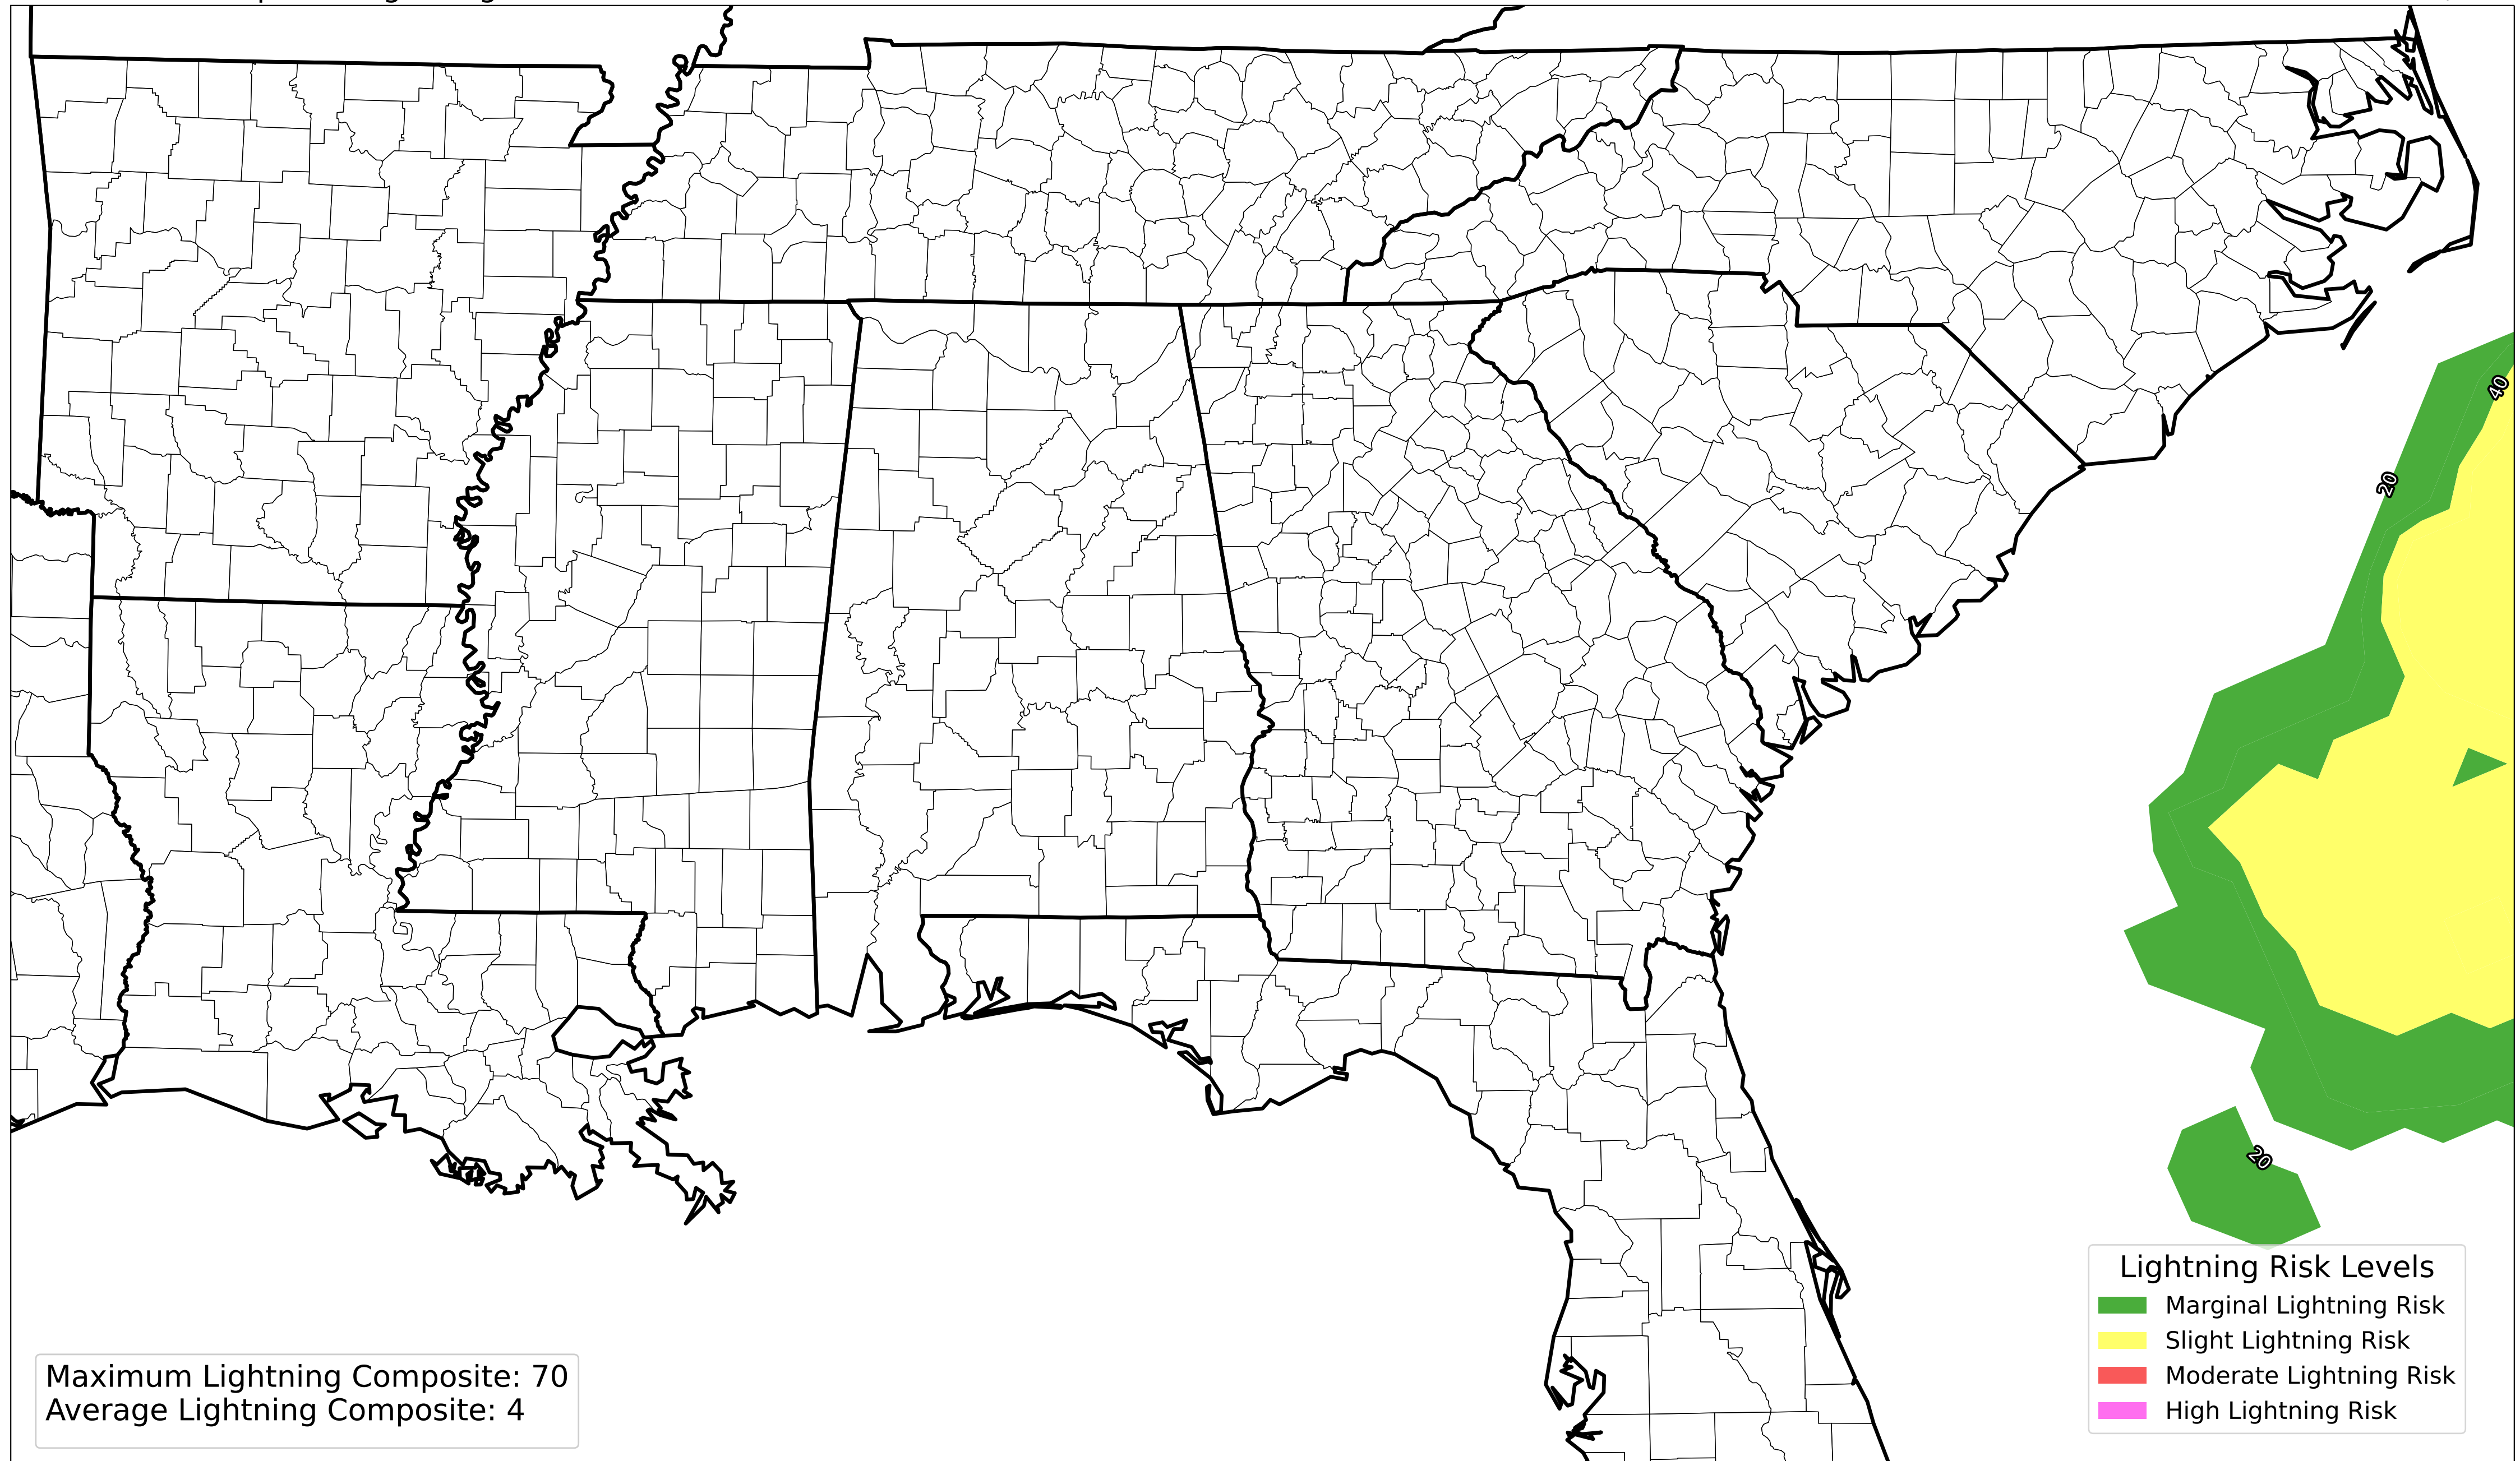 40
20
20
Lightning Risk Levels
Marginal Lightning Risk
Slight Lightning Risk
Moderate Lightning Risk
High Lightning Risk
Maximum Lightning Composite: 70
Average Lightning Composite: 4